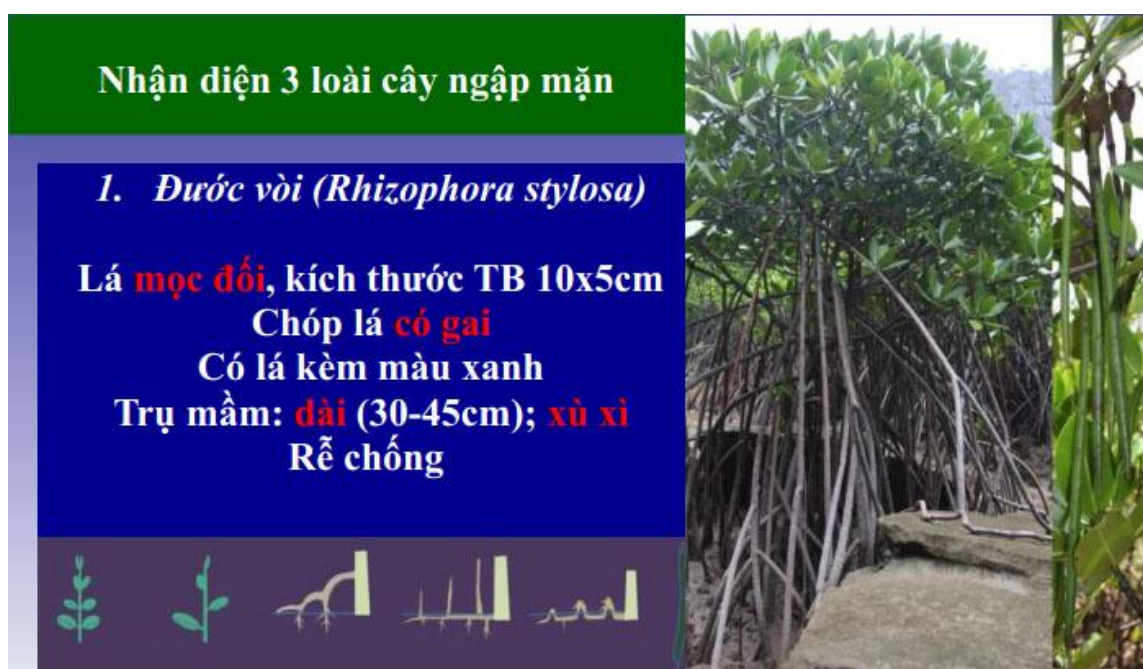 Nhận diện 3 loài cây ngập mặn
1. Đước vòi (Rhizophora stylosa)
Lá mọc đối, kích thước TB 10x5cm
Chóp lá có gai
Có lá kèm màu xanh
Trụ mầm: dài (30-45cm); xù xì
Rễ chống